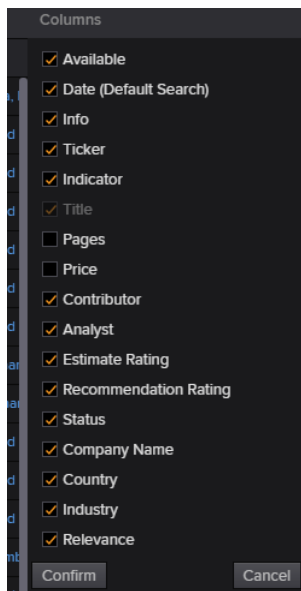 Columns
Available
Date (Default Search)
Info
Ticker
Indicator
Title
Pages
Price
Contributor
Analyst
Estimate Rating
Recommendation Rating
Status
Company Name
Country
Industry
Relevance
Confirm
Cancel